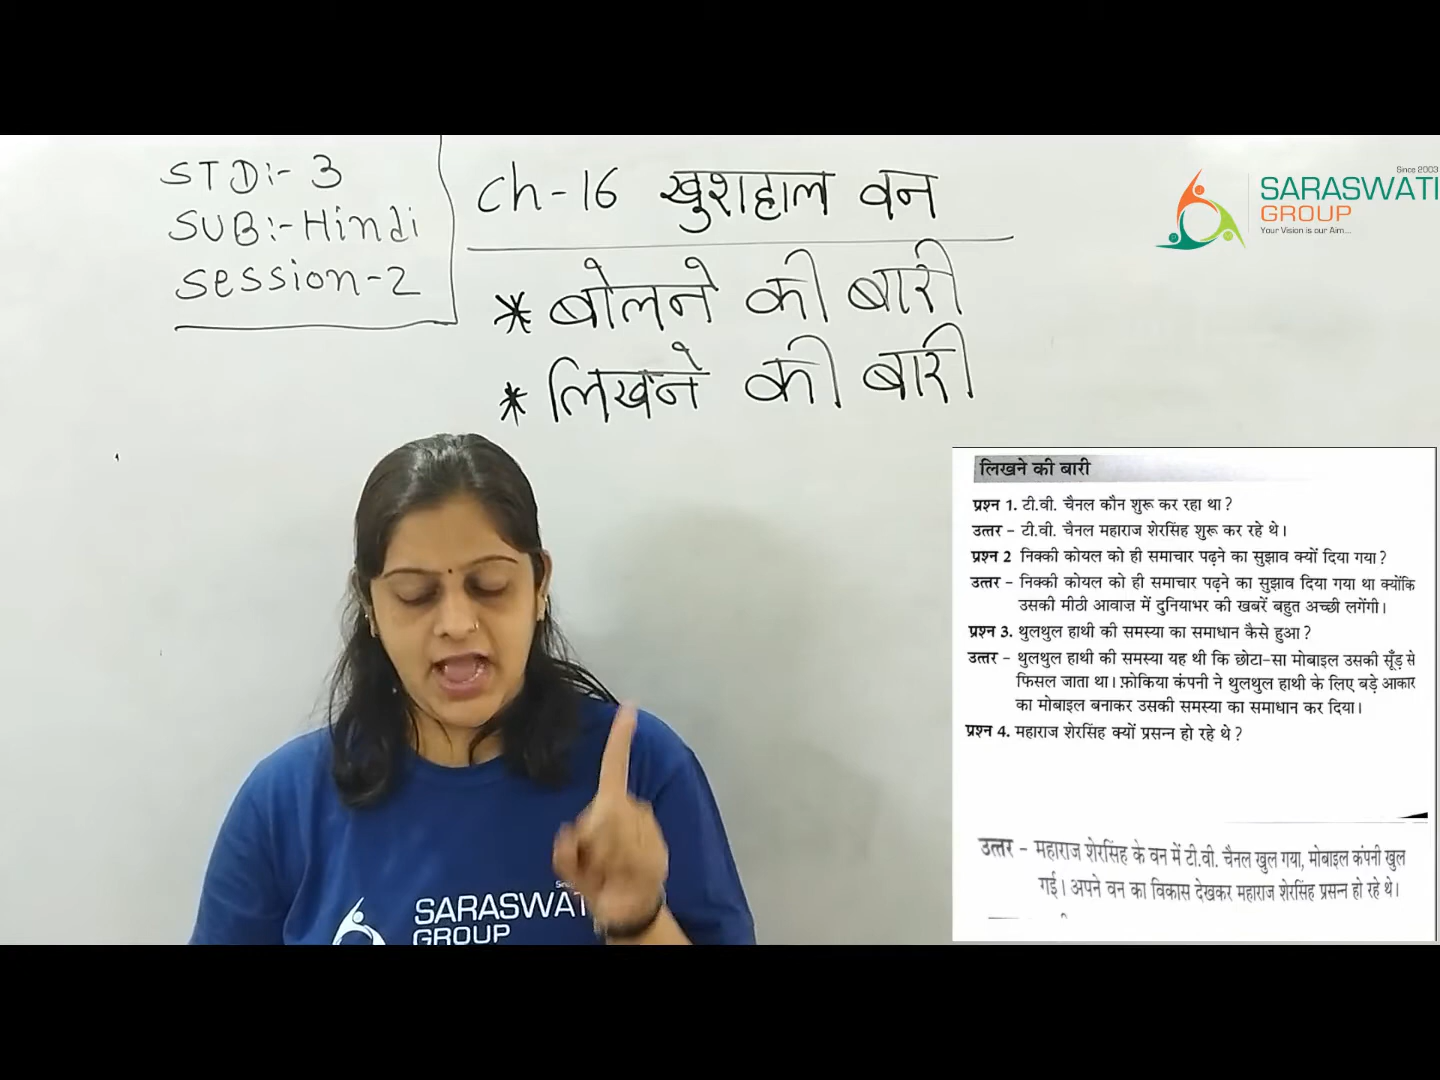 STD:- 3
SUB:- Hindi
Session-2
Ch-16 खुशहाल वन
* बोलने की बारी
* लिखने की बारी
Since 2003
SARASWATI
GROUP
Your Vision is our Aim...
लिखने की बारी
प्रश्न 1. टी.वी. चैनल कौन शुरू कर रहा था?
उत्तर – टी.वी. चैनल महाराज शेरसिंह शुरू कर रहे थे।
प्रश्न 2 निक्की कोयल को ही समाचार पढ़ने का सुझाव क्यों दिया गया?
उत्तर – निक्की कोयल को ही समाचार पढ़ने का सुझाव दिया गया था क्योंकि
उसकी मीठी आवाज़ में दुनियाभर की खबरें बहुत अच्छी लगेंगी।
प्रश्न 3. थुलथुल हाथी की समस्या का समाधान कैसे हुआ?
उत्तर – थुलथुल हाथी की समस्या यह थी कि छोटा-सा मोबाइल उसकी सूँड़ से
फिसल जाता था। फ़ोकिया कंपनी ने थुलथुल हाथी के लिए बड़े आकार
का मोबाइल बनाकर उसकी समस्या का समाधान कर दिया।
प्रश्न 4. महाराज शेरसिंह क्यों प्रसन्न हो रहे थे?
उत्तर – महाराज शेरसिंह के वन में टी.वी. चैनल खुल गया, मोबाइल कंपनी खुल
गई। अपने वन का विकास देखकर महाराज शेरसिंह प्रसन्न हो रहे थे।
SARASWAT
GROUP